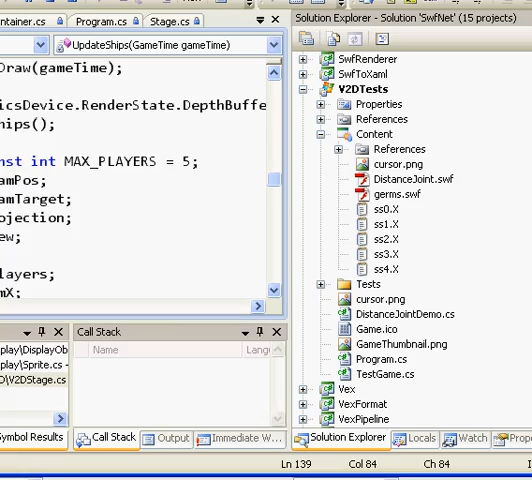 ntainer.cs
Program.cs
Stage.cs
UpdateShips(GameTime gameTime)
Draw(gameTime);
icsDevice.RenderState.DepthBuffe
hips();
nst int MAX_PLAYERS = 5;
amPos;
amTarget;
ojection;
ew;
layers;
mX;
play/DisplayOb
play/Sprite.cs -
D\V2DStage.cs
ymbol Results
Call Stack
Name
Langu
Call Stack
Output
Immediate W...
Solution Explorer - Solution 'SwfNet' (15 projects)
SwfRenderer
SwfToXaml
V2DTests
Properties
References
Content
References
cursor.png
DistanceJoint.swf
germs.swf
ss0.X
ss1.X
ss2.X
ss3.X
ss4.X
Tests
cursor.png
DistanceJointDemo.cs
Game.ico
GameThumbnail.png
Program.cs
TestGame.cs
Vex
VexFormat
VexPipeline
Solution Explorer
Locals
Watch
Prope
Ln 139
Col 84
Ch 84